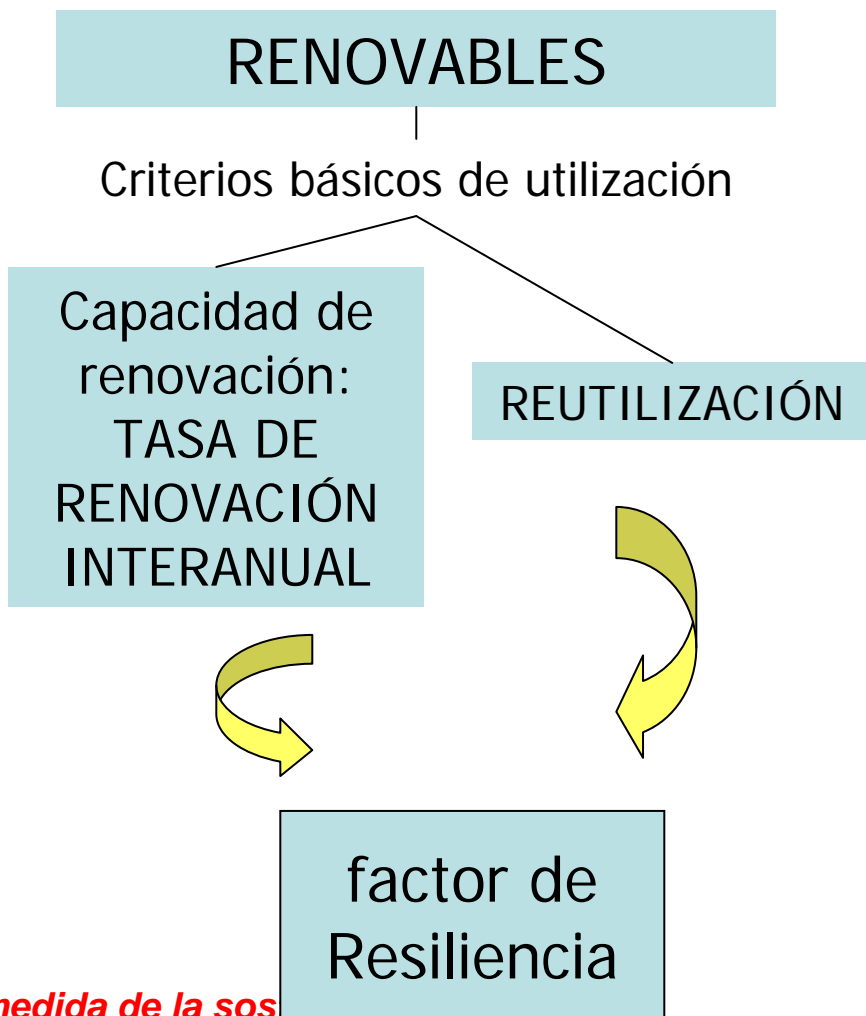 RENOVABLES
Criterios básicos de utilización
Capacidad de
renovación:
TASA DE
RENOVACIÓN
INTERANUAL
REUTILIZACIÓN
factor de
Resiliencia
medida de la sos